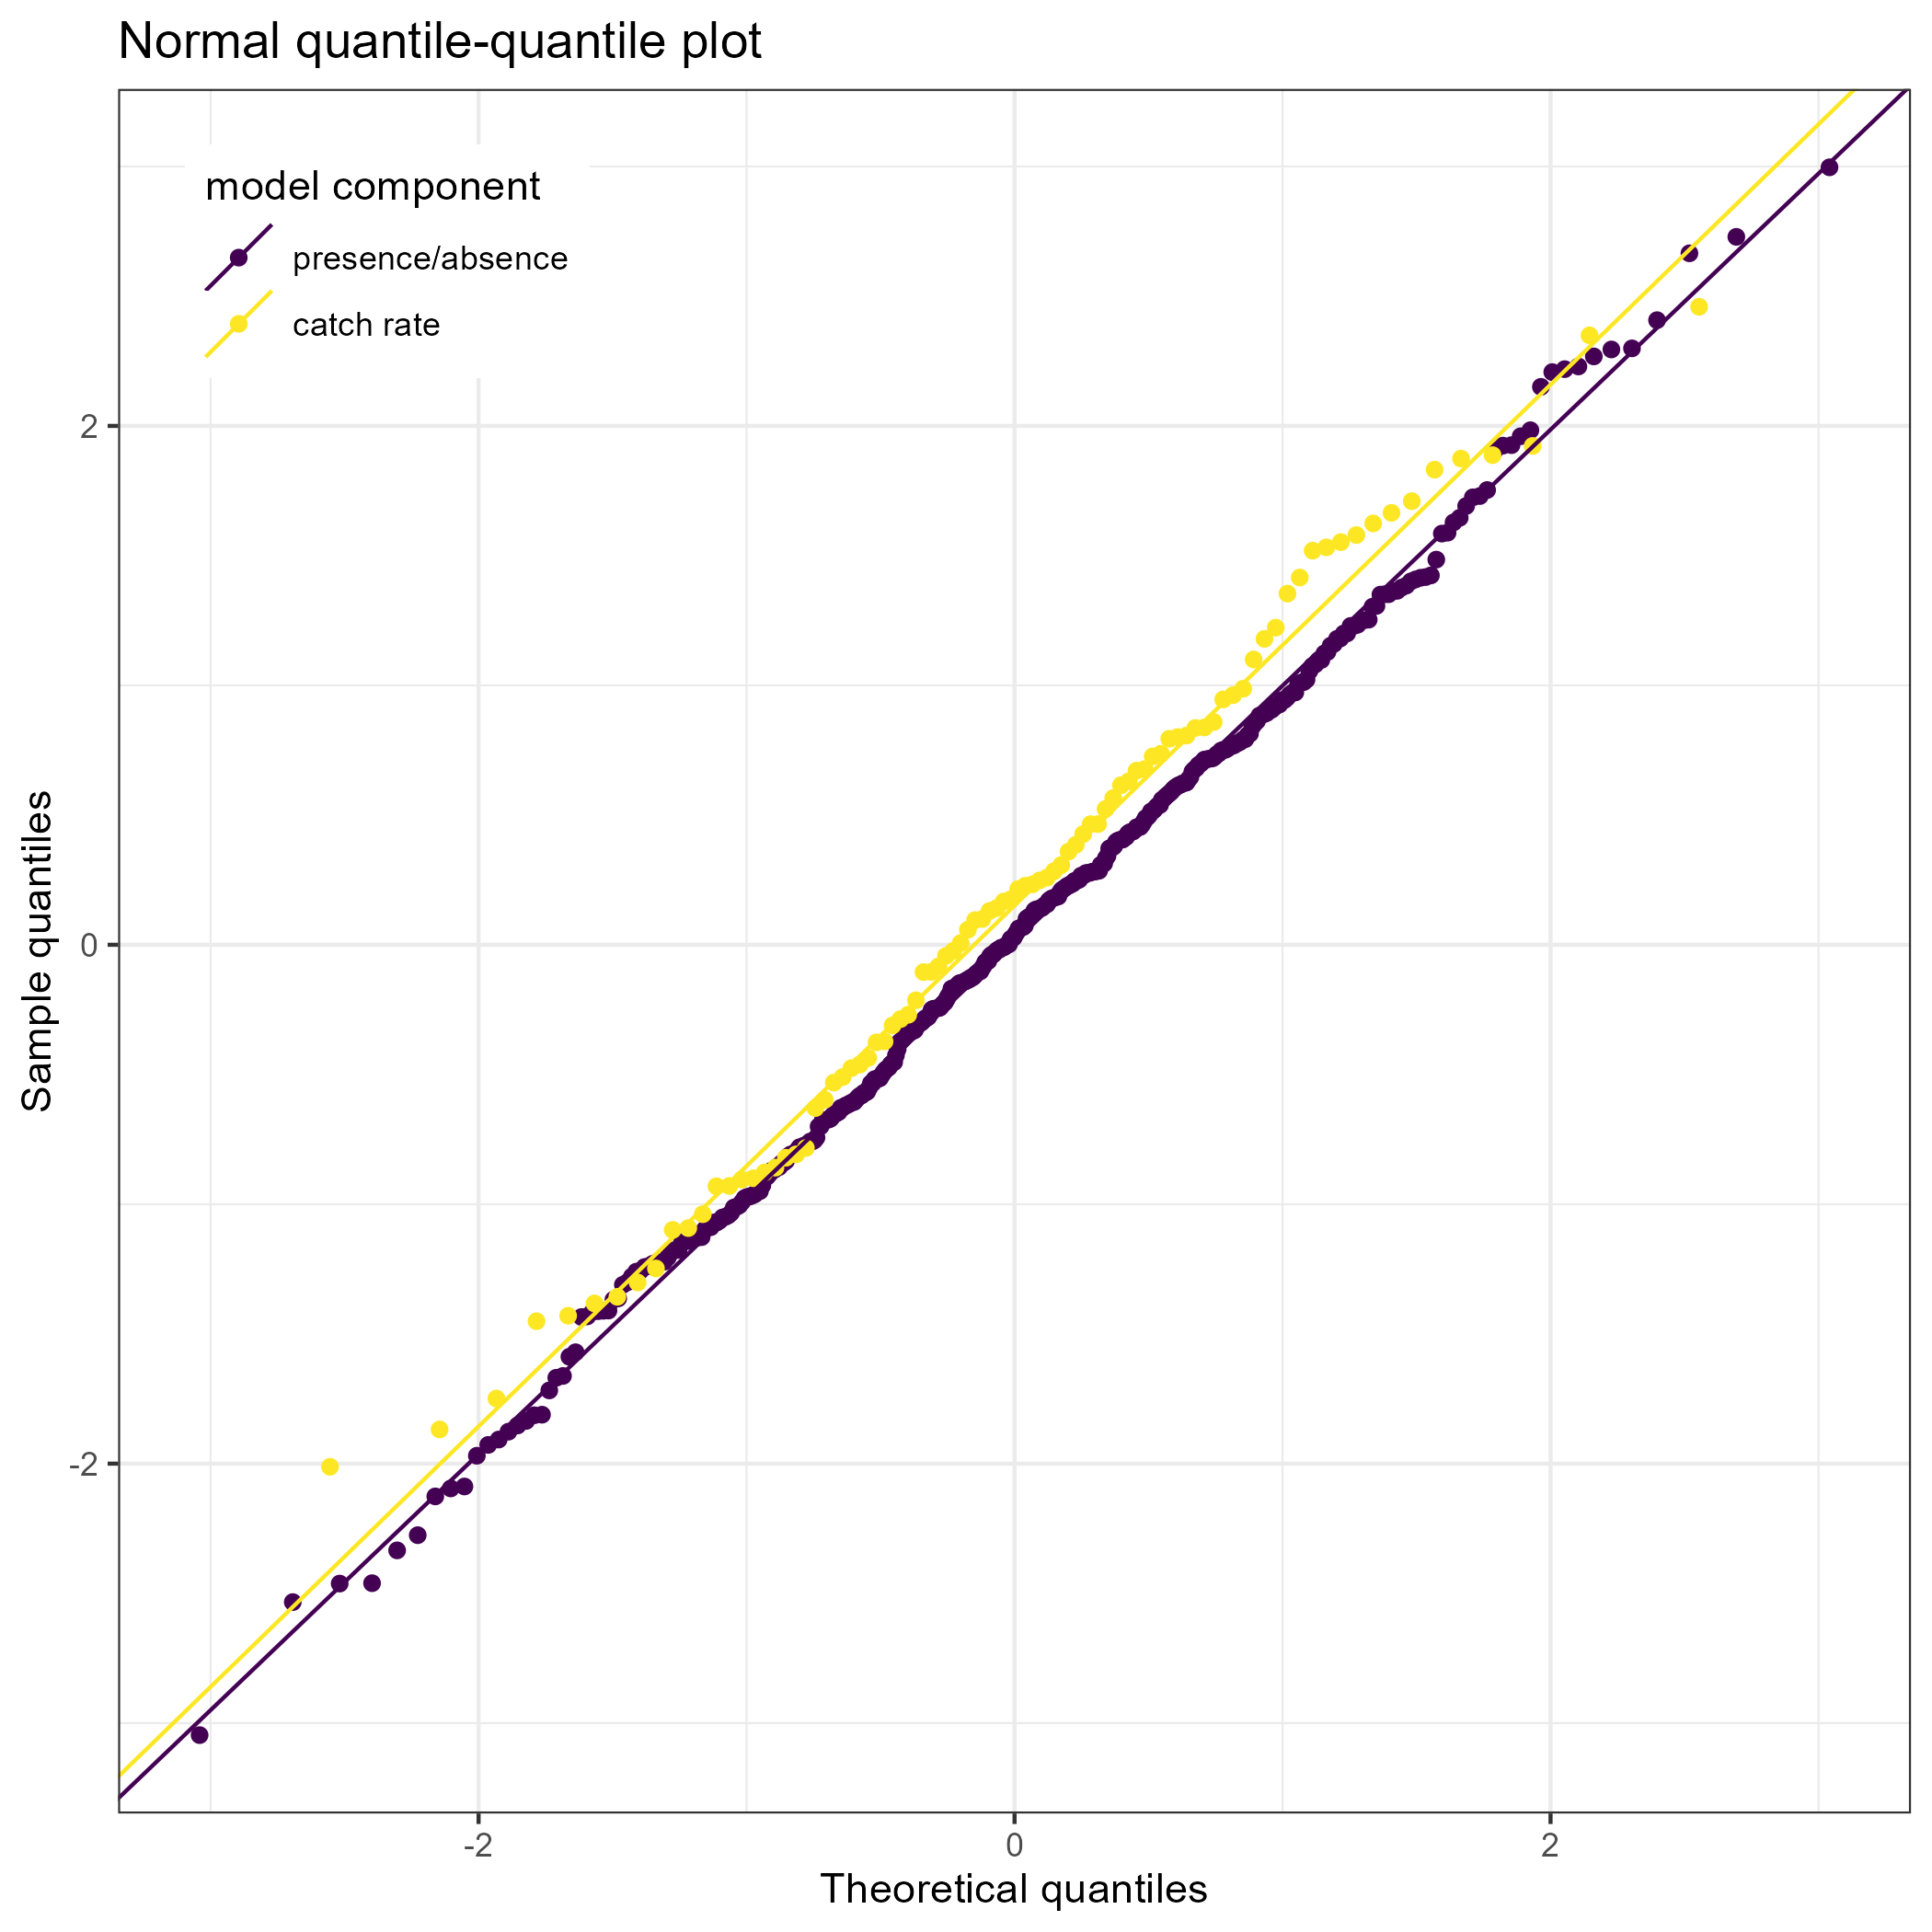 Normal quantile-quantile plot
model component
presence/absence
catch rate
2
0
-2
Sample quantiles
-2 0 2
Theoretical quantiles